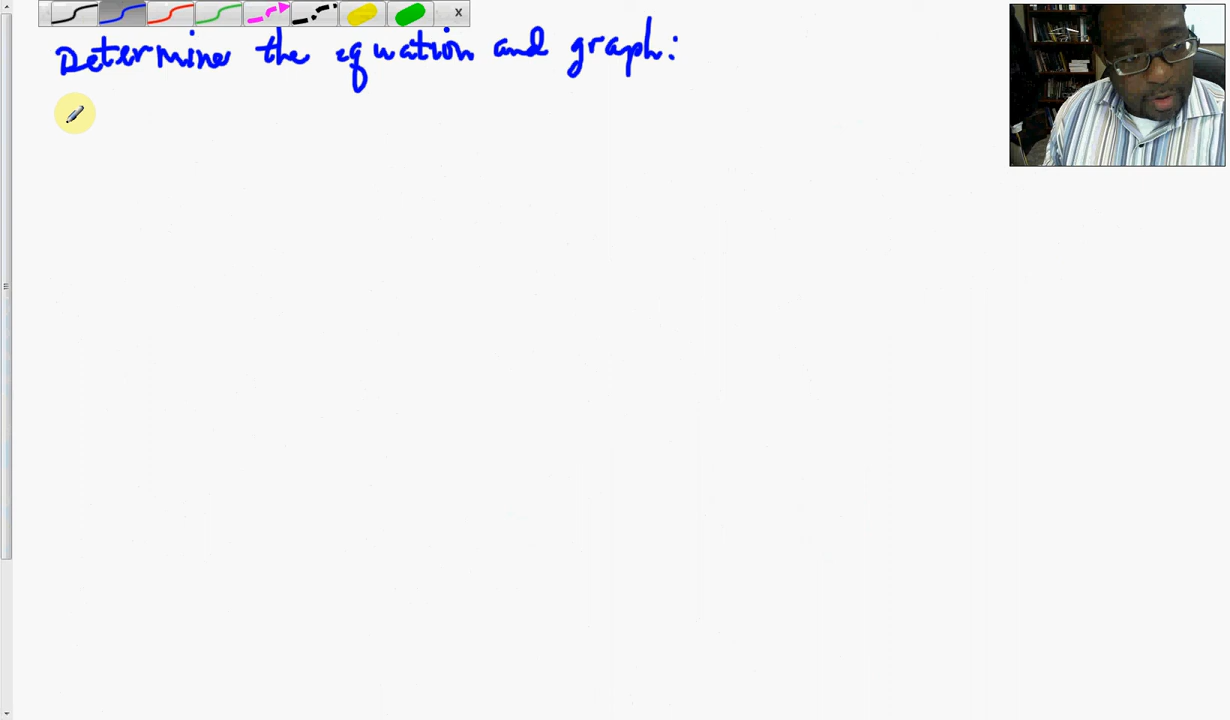 Determine the equation and graph:
x